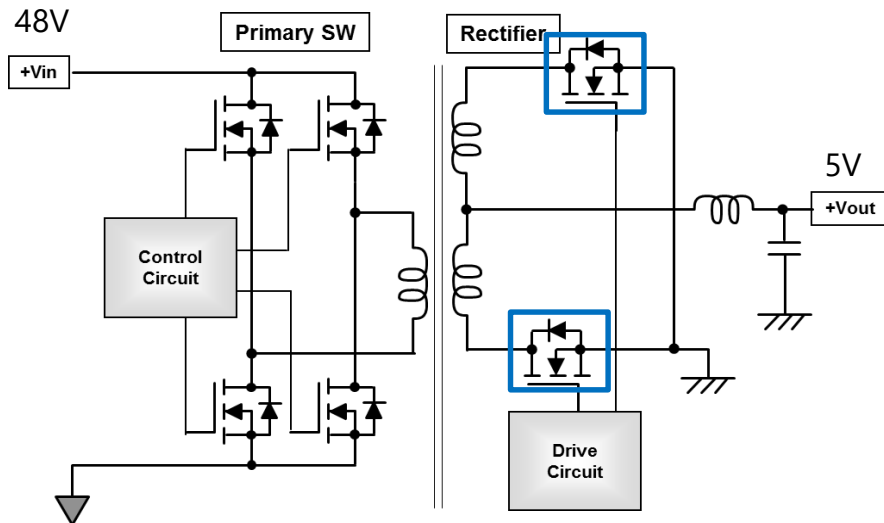 48V
Primary SW
Rectifier
+Vin
5V
+Vout
Control
Circuit
Drive
Circuit